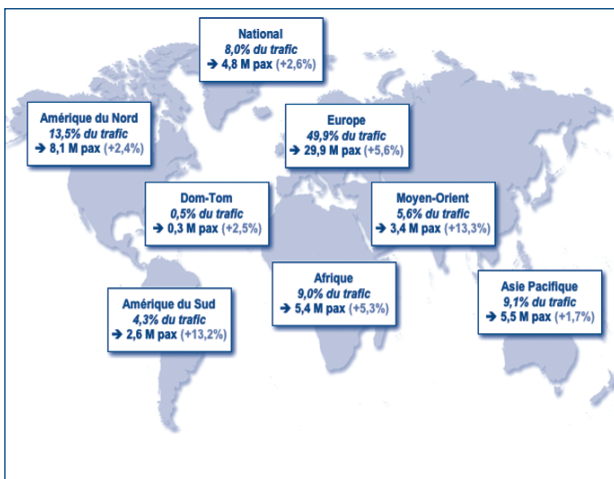 National
8,0% du trafic
➔ 4,8 M pax (+2,6%)
Amérique du Nord
13,5% du trafic
➔ 8,1 M pax (+2,4%)
Europe
49,9% du trafic
➔ 29,9 M pax (+5,6%)
Dom-Tom
0,5% du trafic
➔ 0,3 M pax (+2,5%)
Moyen-Orient
5,6% du trafic
➔ 3,4 M pax (+13,3%)
Afrique
9,0% du trafic
➔ 5,4 M pax (+5,3%)
Asie Pacifique
9,1% du trafic
➔ 5,5 M pax (+1,7%)
Amérique du Sud
4,3% du trafic
➔ 2,6 M pax (+13,2%)